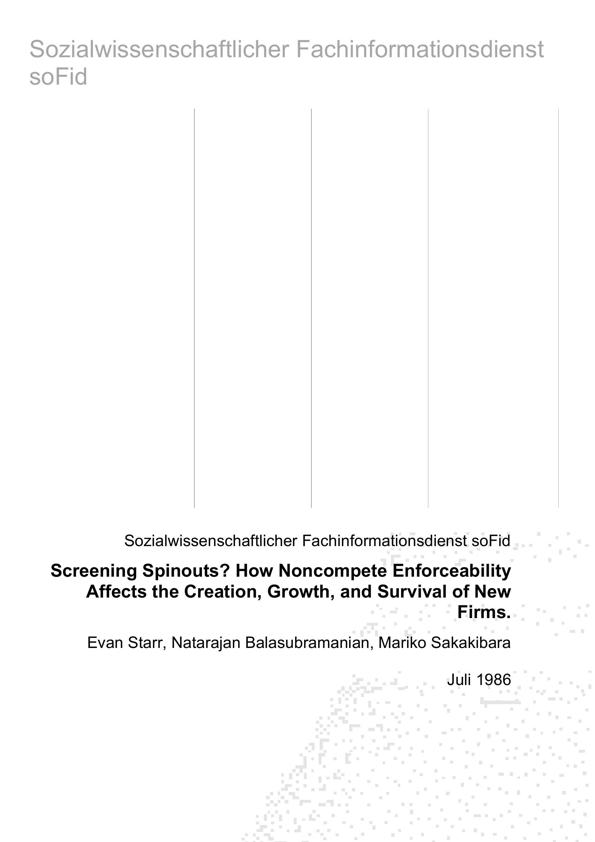 Sozialwissenschaftlicher Fachinformationsdienst
soFid
Sozialwissenschaftlicher Fachinformationsdienst soFid
Screening Spinouts? How Noncompete Enforceability
Affects the Creation, Growth, and Survival of New
Firms.
Evan Starr, Natarajan Balasubramanian, Mariko Sakakibara
Juli 1986